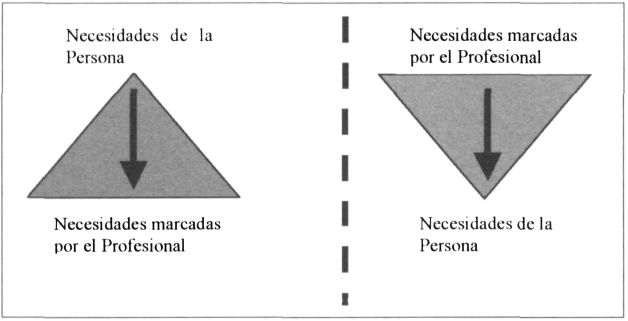 Necesidades de la
Persona
Necesidades marcadas
por el Profesional
Necesidades marcadas
por el Profesional
Necesidades de la
Persona